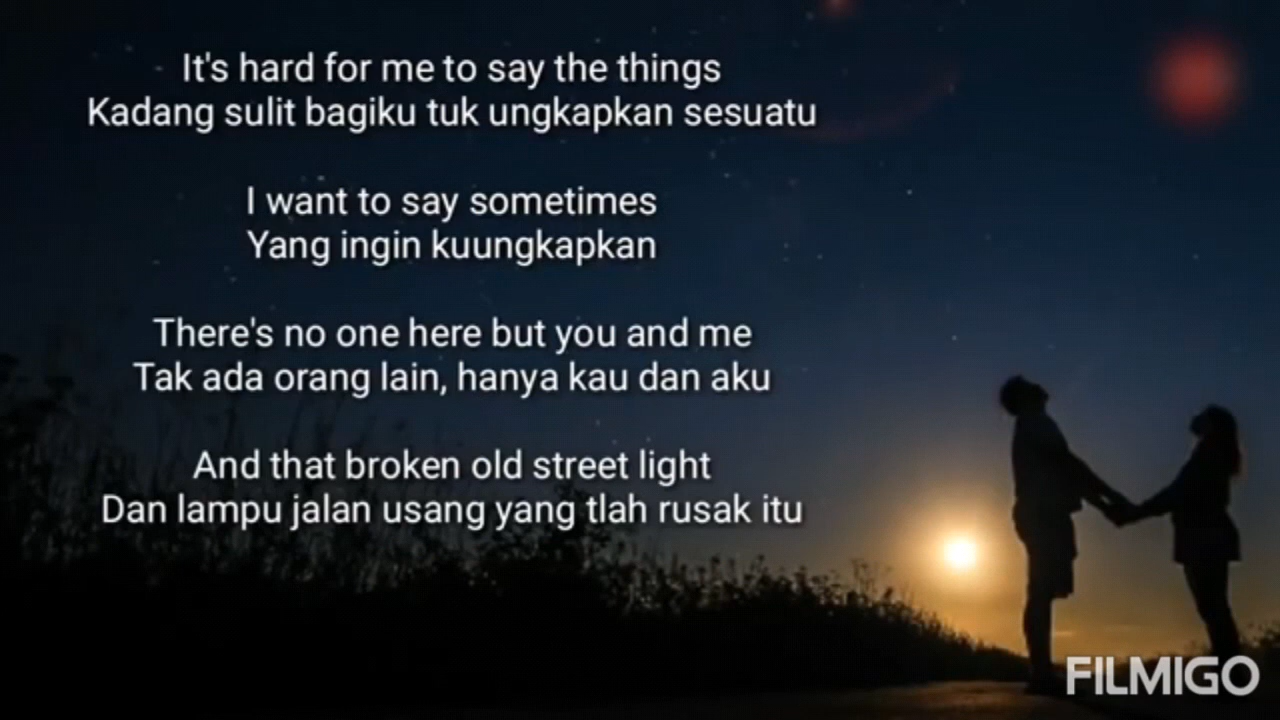 It's hard for me to say the things
Kadang sulit bagiku tuk ungkapkan sesuatu
I want to say sometimes
Yang ingin kuungkapkan
There's no one here but you and me
Tak ada orang lain, hanya kau dan aku
And that broken old street light
Dan lampu jalan usang yang tlah rusak itu
FILMIGO